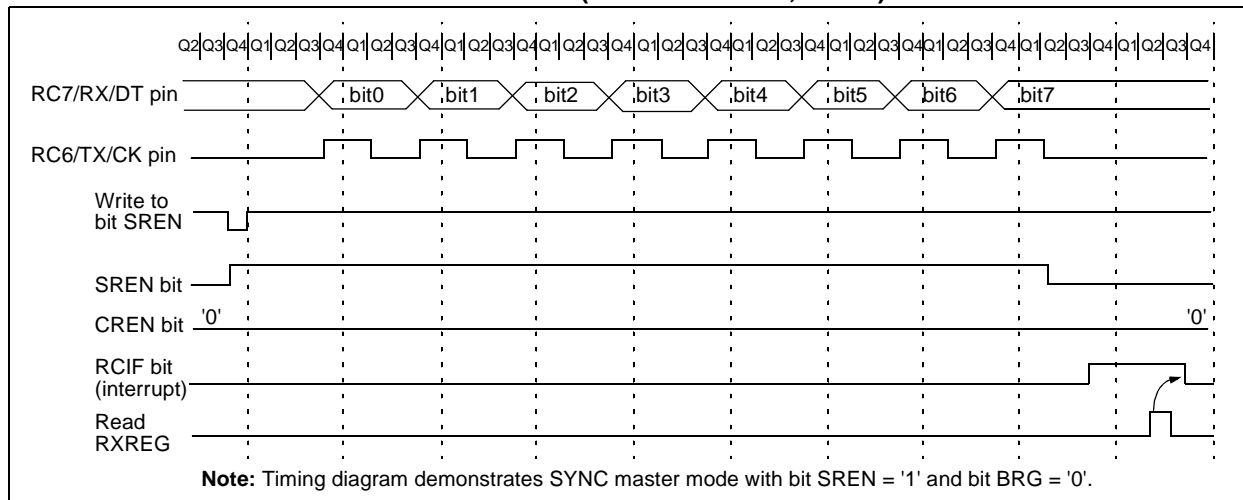 Q2 Q3 Q4 Q1 Q2 Q3 Q4 Q1 Q2 Q3 Q4 Q1 Q2 Q3 Q4 Q1 Q2 Q3 Q4 Q1 Q2 Q3 Q4 Q1 Q2 Q3 Q4 Q1 Q2 Q3 Q4 Q1 Q2 Q3 Q4 Q1 Q2 Q3 Q4 Q1 Q2 Q3 Q4
RC7/RX/DT pin bit0 bit1 bit2 bit3 bit4 bit5 bit6 bit7
RC6/TX/CK pin
Write to
bit SREN
SREN bit
CREN bit '0' '0'
RCIF bit
(interrupt)
Read
RXREG
Note: Timing diagram demonstrates SYNC master mode with bit SREN = '1' and bit BRG = '0'.